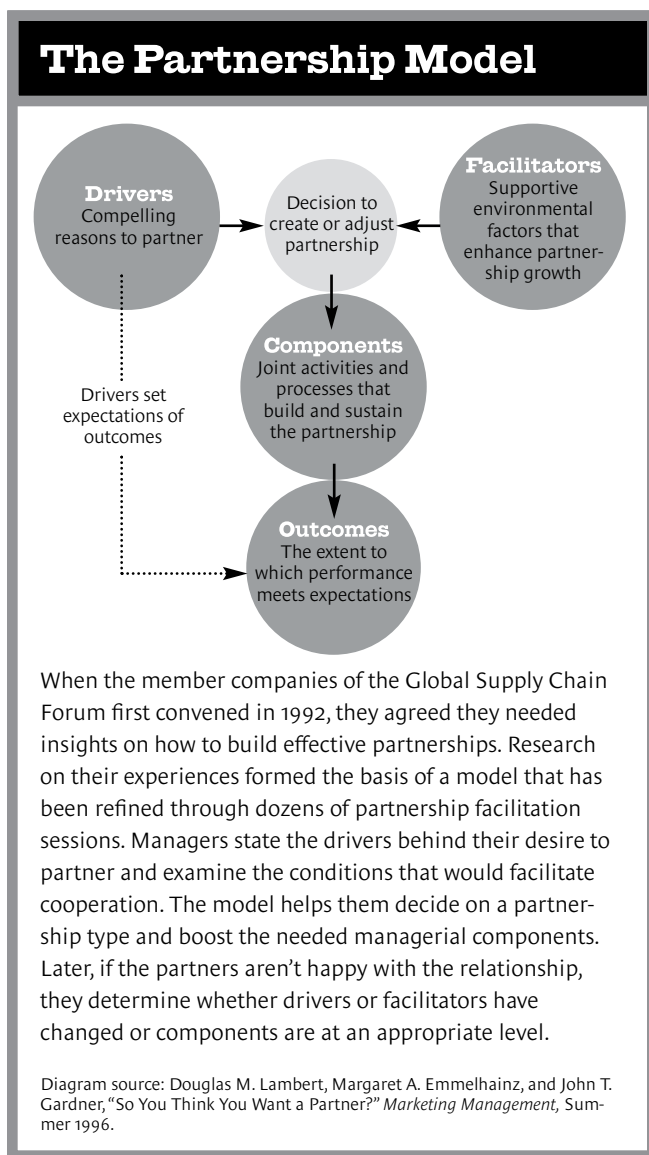 The Partnership Model
Drivers
Compelling
reasons to partner
Decision to
create or adjust
partnership
Facilitators
Supportive
environmental
factors that
enhance partner-
ship growth
Components
Joint activities and
processes that
build and sustain
the partnership
Drivers set
expectations of
outcomes
Outcomes
The extent to
which performance
meets expectations
When the member companies of the Global Supply Chain
Forum first convened in 1992, they agreed they needed
insights on how to build effective partnerships. Research
on their experiences formed the basis of a model that has
been refined through dozens of partnership facilitation
sessions. Managers state the drivers behind their desire to
partner and examine the conditions that would facilitate
cooperation. The model helps them decide on a partner-
ship type and boost the needed managerial components.
Later, if the partners aren’t happy with the relationship,
they determine whether drivers or facilitators have
changed or components are at an appropriate level.
Diagram source: Douglas M. Lambert, Margaret A. Emmelhainz, and John T.
Gardner, “So You Think You Want a Partner?” Marketing Management, Sum-
mer 1996.